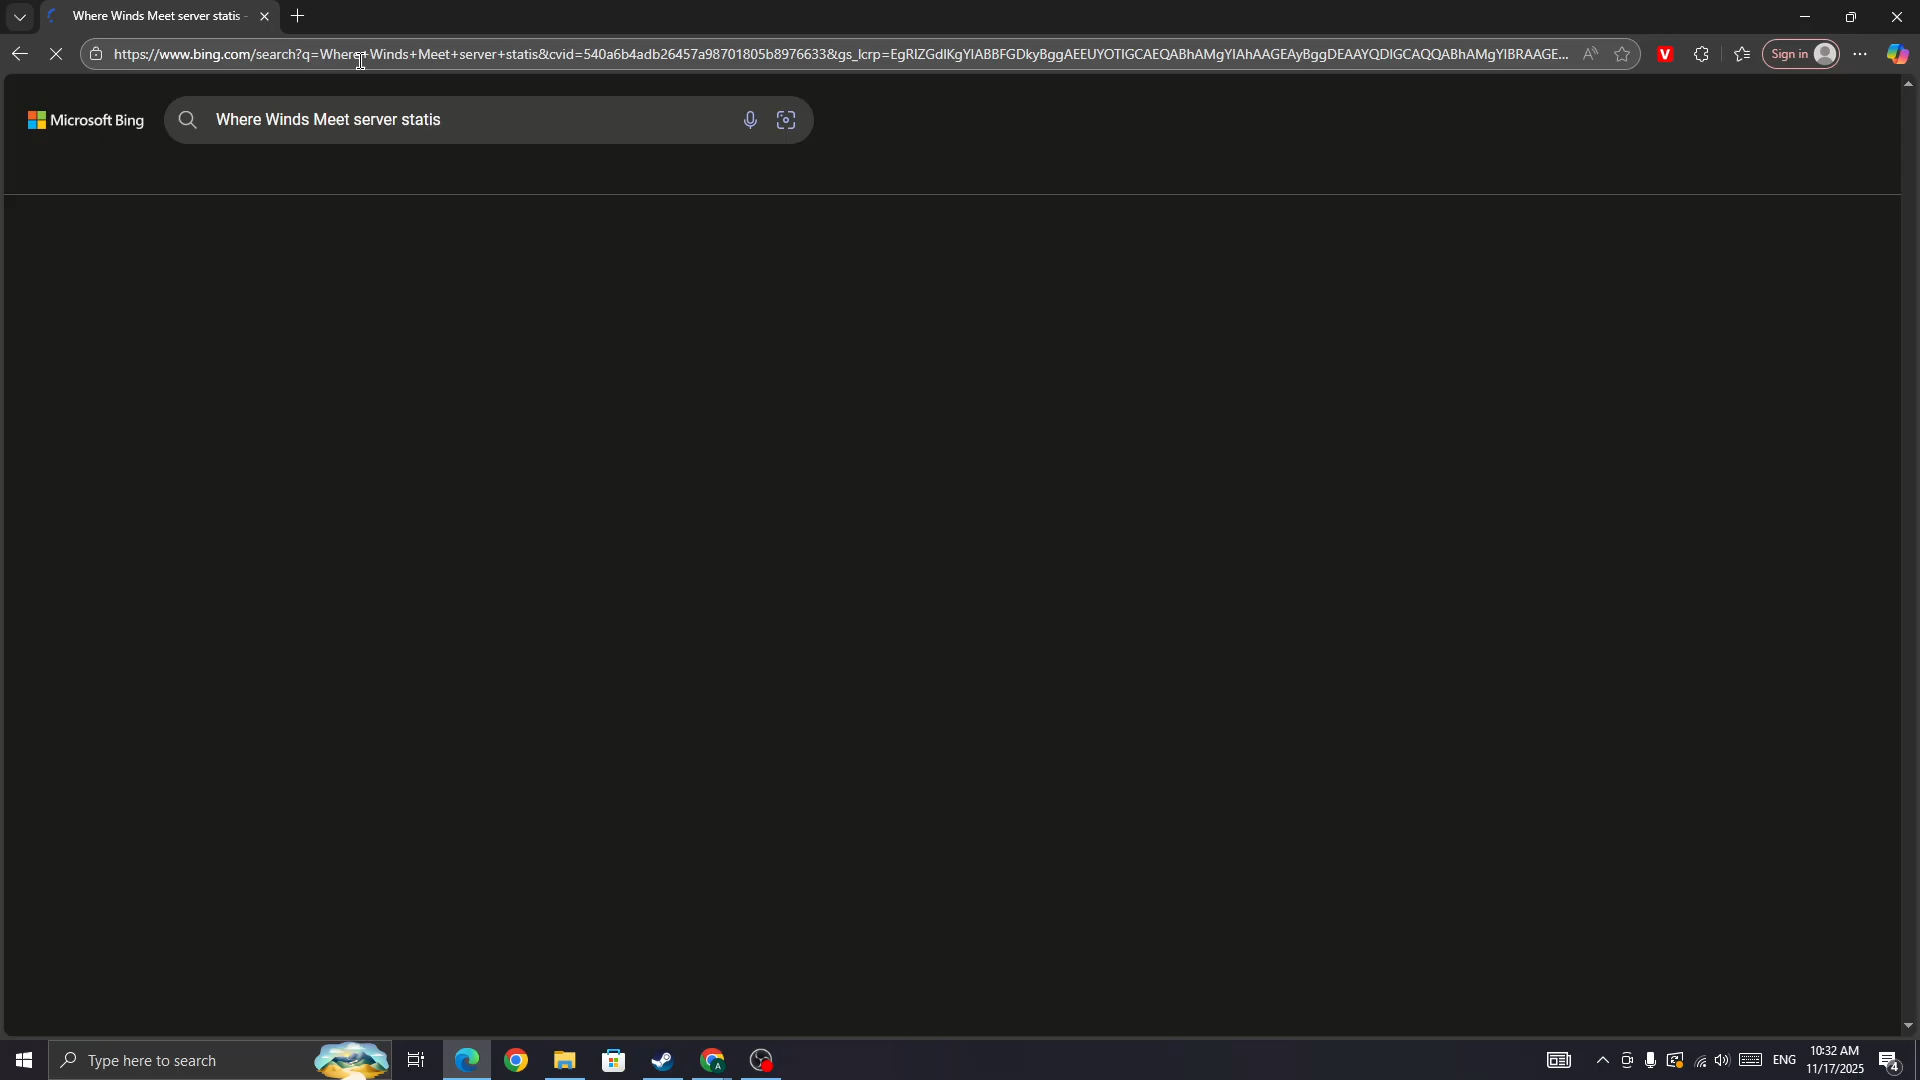 Where Winds Meet server statis -
https://www.bing.com/search?q=Where+Winds+Meet+server+statis&cvid=540a6b4adb26457a98701805b8976633&gs_lcrp=EgRlZGdlKgYIABBFGDkyBggAEEUYOTIGCAEQABhAMgYIAhAAGEAyBggDEAAYQDIGCAQQABhAMgYIBRAAGE...
Sign in
Microsoft Bing
Where Winds Meet server statis
Type here to search
ENG
10:32 AM
11/17/2025
4